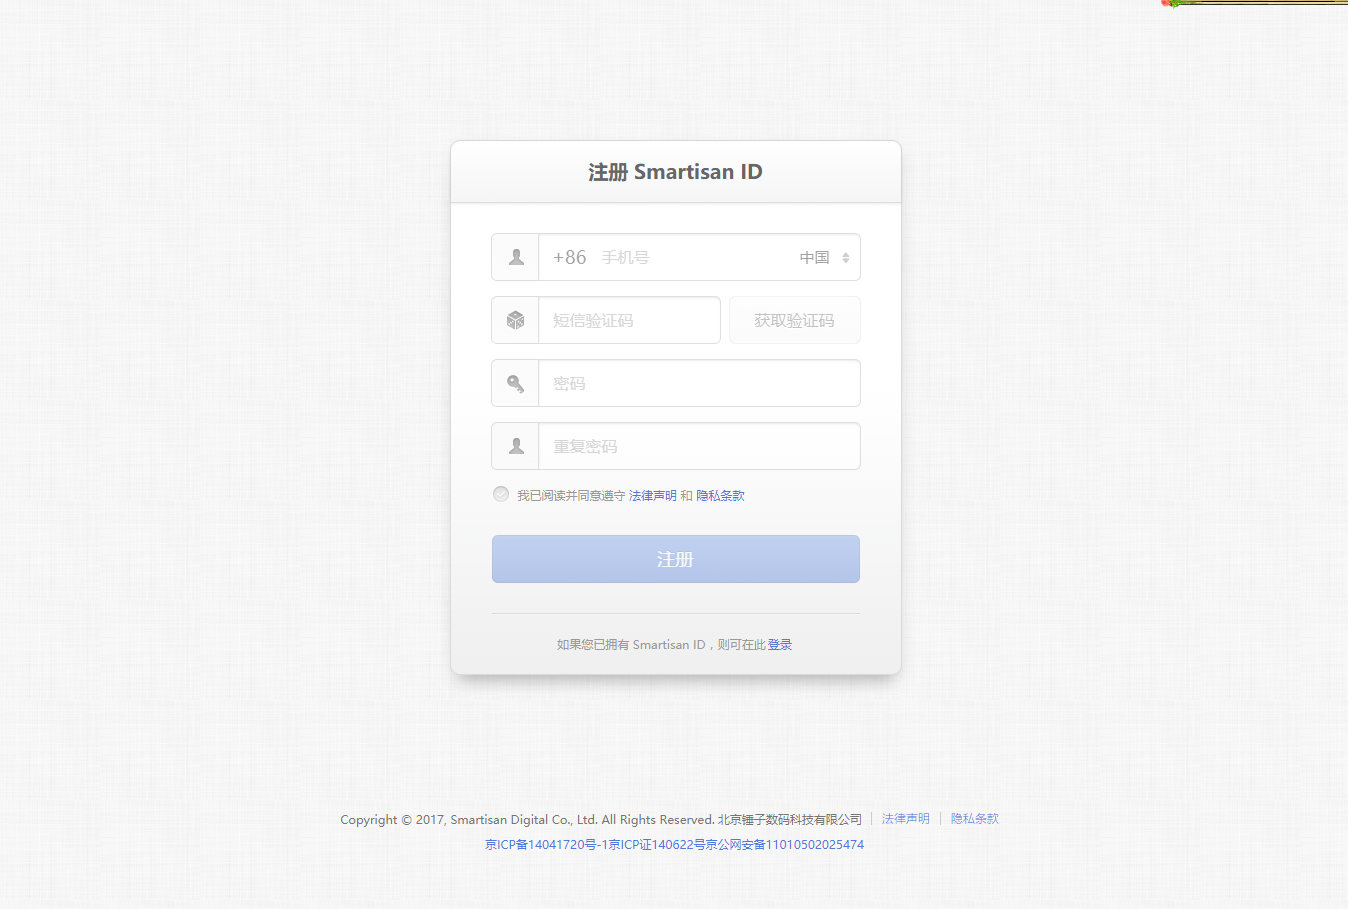 注册 Smartisan ID
+86 手机号 中国
短信验证码 获取验证码
密码
重复密码
我已阅读并同意遵守 法律声明 和 隐私条款
注册
如果您已拥有 Smartisan ID，则可在此登录
Copyright © 2017, Smartisan Digital Co., Ltd. All Rights Reserved. 北京锤子数码科技有限公司 | 法律声明 | 隐私条款
京ICP备14041720号-1京ICP证140622号京公网安备11010502025474